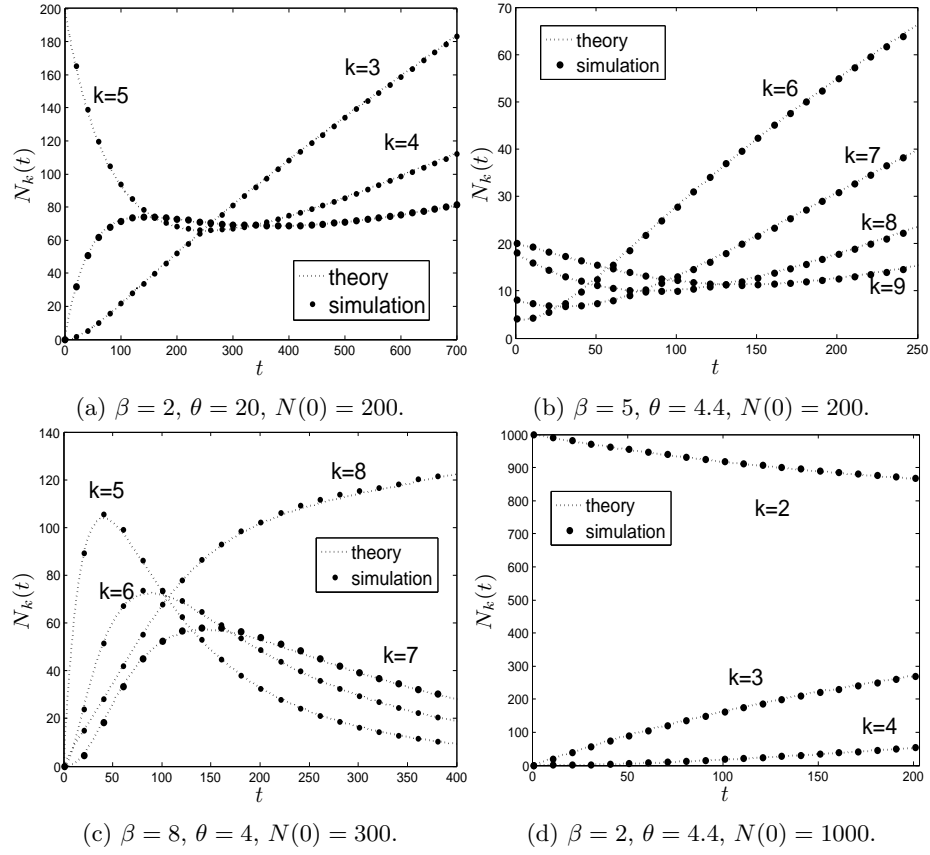 200
180
160
140
120
100
80
60
40
20
0
N_k(t)
k=5
k=3
k=4
theory
simulation
0 100 200 300 400 500 600 700
t
(a) β = 2, θ = 20, N(0) = 200.
70
60
50
40
30
20
10
0
N_k(t)
theory
simulation
k=6
k=7
k=8
k=9
0 50 100 150 200 250
t
(b) β = 5, θ = 4.4, N(0) = 200.
140
120
100
80
60
40
20
0
N_k(t)
k=5
k=8
k=6
k=7
theory
simulation
0 50 100 150 200 250 300 350 400
t
(c) β = 8, θ = 4, N(0) = 300.
1000
900
800
700
600
500
400
300
200
100
0
N_k(t)
theory
simulation
k=2
k=3
k=4
0 50 100 150 200
t
(d) β = 2, θ = 4.4, N(0) = 1000.